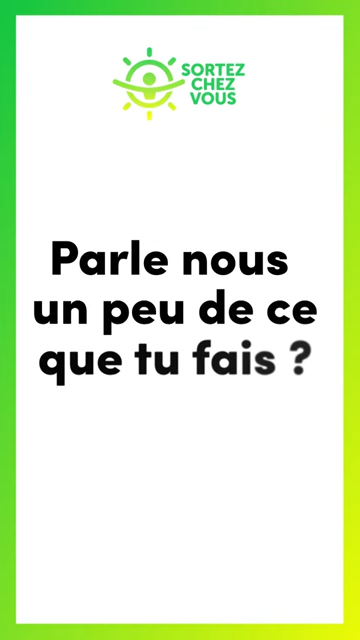 SORTEZ
CHEZ
VOUS
Parle nous
un peu de ce
que tu fais ?